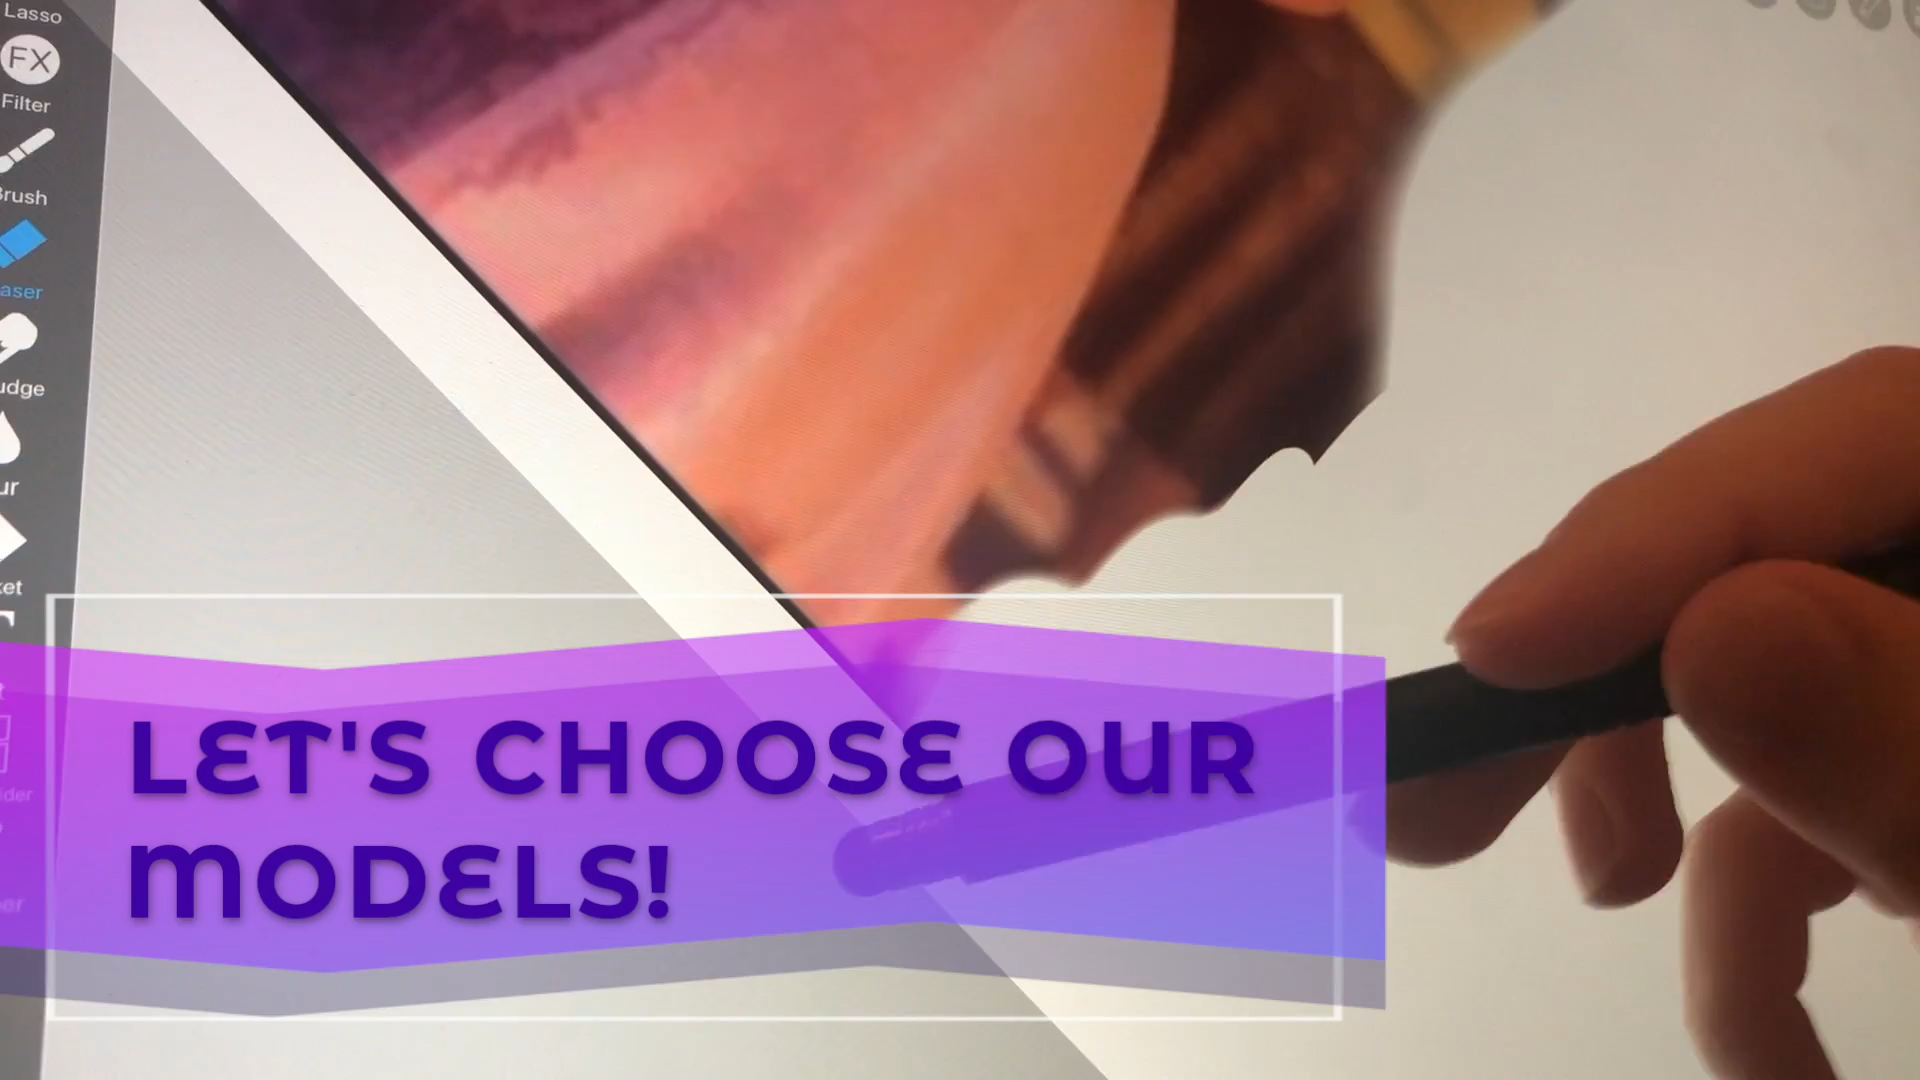 Lasso
FX
Filter
Brush
aser
udge
ur
ket
LET'S CHOOSE OUR
MODELS!